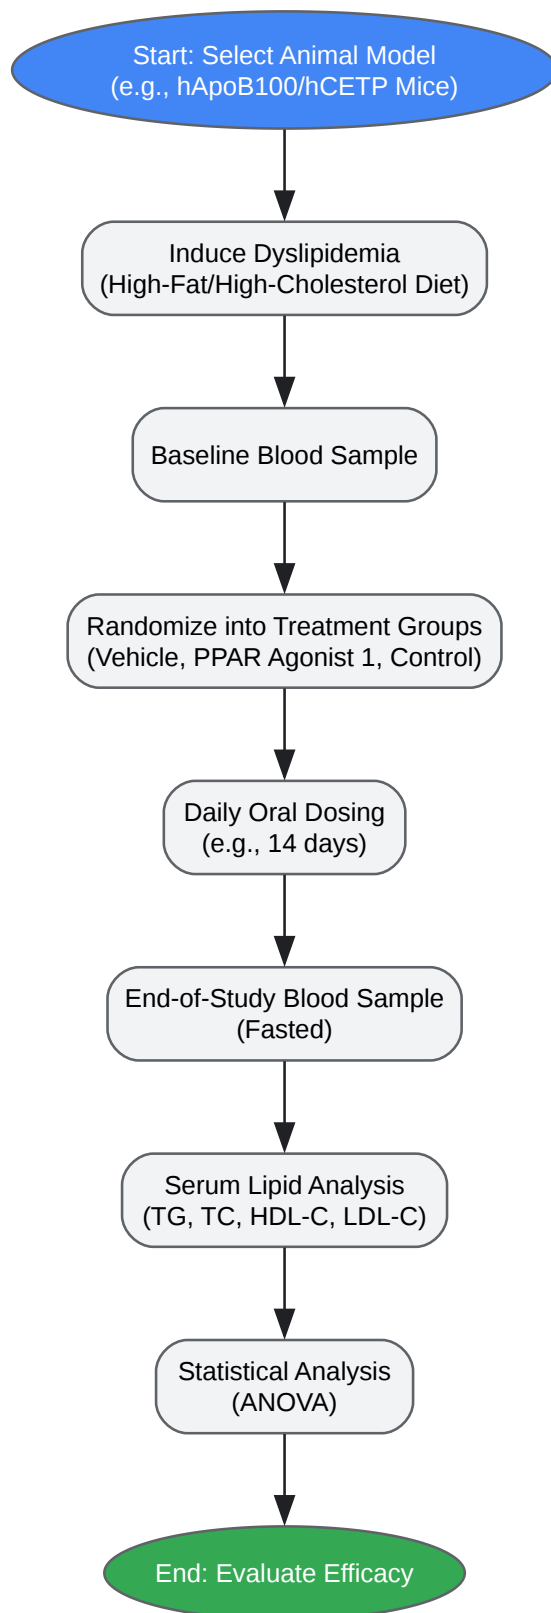 Start: Select Animal Model
(e.g., hApoB100/hCETP Mice)
Induce Dyslipidemia
(High-Fat/High-Cholesterol Diet)
Baseline Blood Sample
Randomize into Treatment Groups
(Vehicle, PPAR Agonist 1, Control)
Daily Oral Dosing
(e.g., 14 days)
End-of-Study Blood Sample
(Fasted)
Serum Lipid Analysis
(TG, TC, HDL-C, LDL-C)
Statistical Analysis
(ANOVA)
End: Evaluate Efficacy